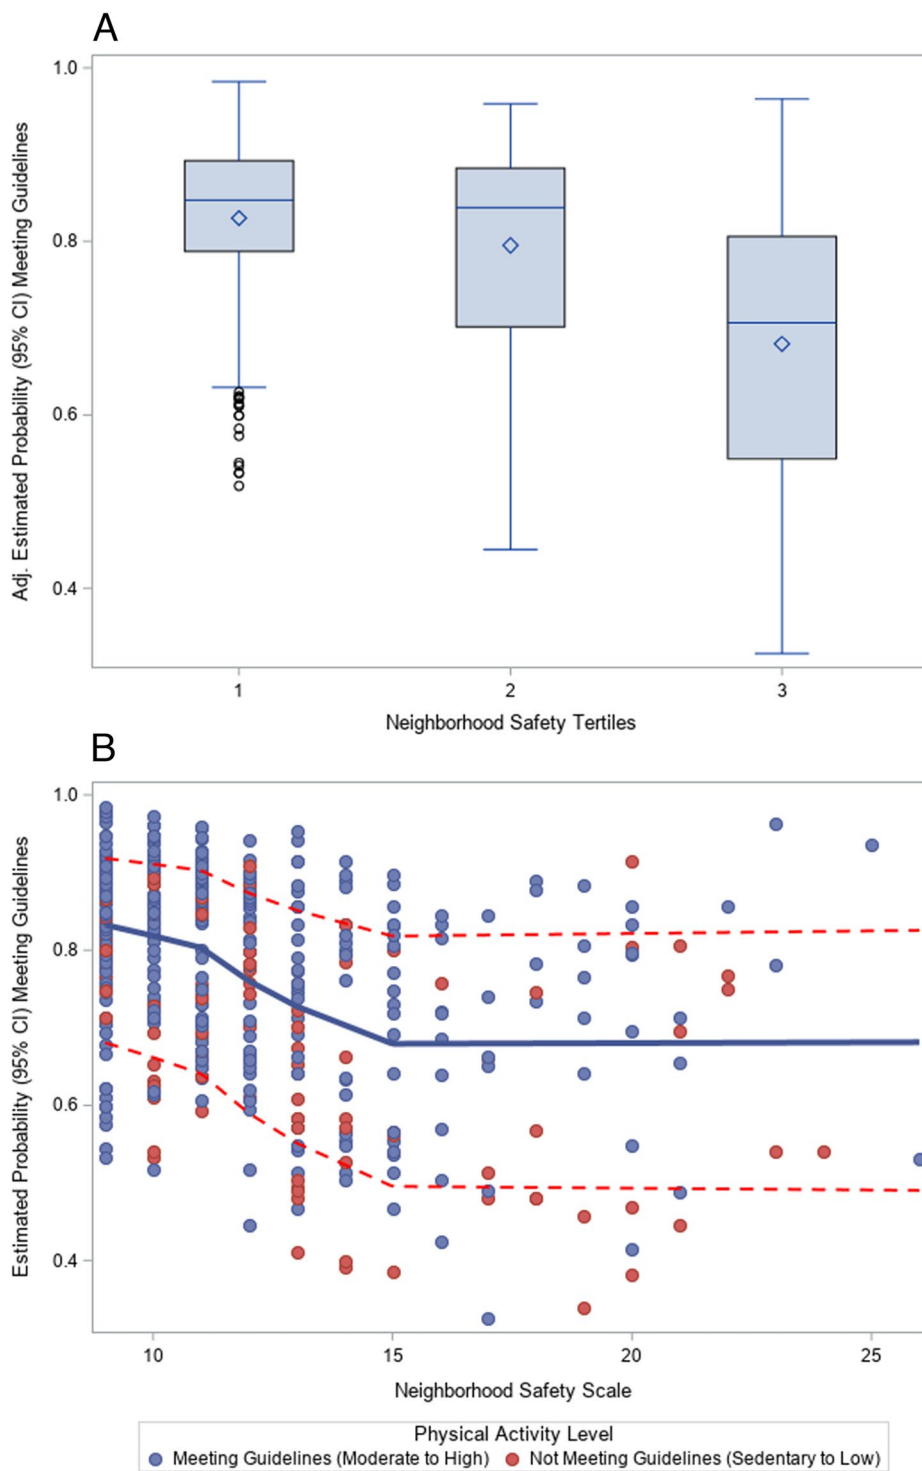 A
Adj. Estimated Probability (95% CI) Meeting Guidelines
1.0
0.8
0.6
0.4
1 2 3
Neighborhood Safety Tertiles
B
Estimated Probability (95% CI) Meeting Guidelines
1.0
0.8
0.6
0.4
10 15 20 25
Neighborhood Safety Scale
Physical Activity Level
Meeting Guidelines (Moderate to High) Not Meeting Guidelines (Sedentary to Low)